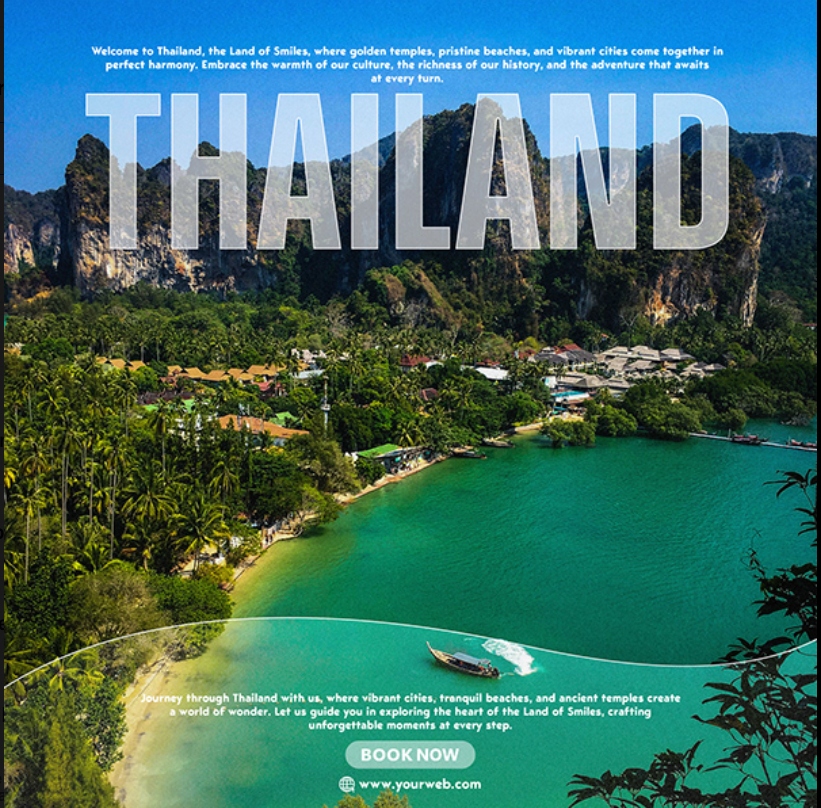 Welcome to Thailand, the Land of Smiles, where golden temples, pristine beaches, and vibrant cities come together in
perfect harmony. Embrace the warmth of our culture, the richness of our history, and the adventure that awaits
at every turn.
THAILAND
Journey through Thailand with us, where vibrant cities, tranquil beaches, and ancient temples create
a world of wonder. Let us guide you in exploring the heart of the Land of Smiles, crafting
unforgettable moments at every step.
BOOK NOW
www.yourweb.com